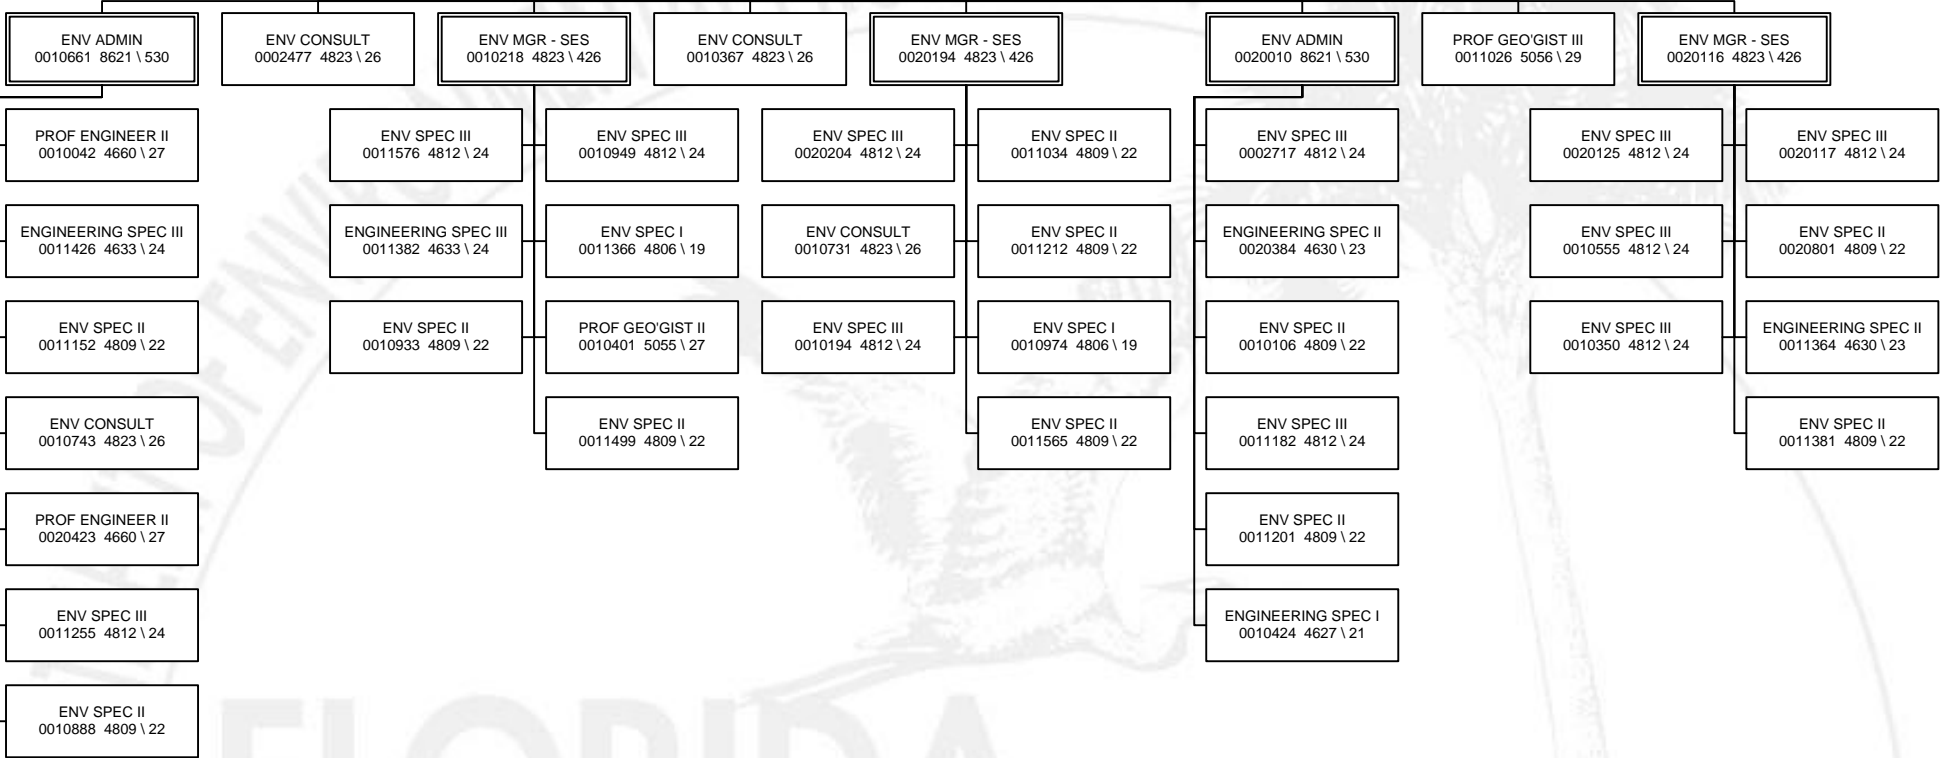 ENV ADMIN
0010661 8621 \ 530
ENV CONSULT
0002477 4823 \ 26
ENV MGR - SES
0010218 4823 \ 426
ENV CONSULT
0010367 4823 \ 26
ENV MGR - SES
0020194 4823 \ 426
ENV ADMIN
0020010 8621 \ 530
PROF GEO'GIST III
0011026 5056 \ 29
ENV MGR - SES
0020116 4823 \ 426
PROF ENGINEER II
0010042 4660 \ 27
ENV SPEC III
0011576 4812 \ 24
ENV SPEC III
0010949 4812 \ 24
ENV SPEC III
0020204 4812 \ 24
ENV SPEC II
0011034 4809 \ 22
ENV SPEC III
0002717 4812 \ 24
ENV SPEC III
0020125 4812 \ 24
ENV SPEC III
0020117 4812 \ 24
ENGINEERING SPEC III
0011426 4633 \ 24
ENGINEERING SPEC III
0011382 4633 \ 24
ENV SPEC I
0011366 4806 \ 19
ENV CONSULT
0010731 4823 \ 26
ENV SPEC II
0011212 4809 \ 22
ENGINEERING SPEC II
0020384 4630 \ 23
ENV SPEC III
0010555 4812 \ 24
ENV SPEC II
0020801 4809 \ 22
ENV SPEC II
0011152 4809 \ 22
ENV SPEC II
0010933 4809 \ 22
PROF GEO'GIST II
0010401 5055 \ 27
ENV SPEC III
0010194 4812 \ 24
ENV SPEC I
0010974 4806 \ 19
ENV SPEC II
0010106 4809 \ 22
ENV SPEC III
0010350 4812 \ 24
ENGINEERING SPEC II
0011364 4630 \ 23
ENV CONSULT
0010743 4823 \ 26
ENV SPEC II
0011499 4809 \ 22
ENV SPEC II
0011565 4809 \ 22
ENV SPEC III
0011182 4812 \ 24
ENV SPEC II
0011381 4809 \ 22
PROF ENGINEER II
0020423 4660 \ 27
ENV SPEC II
0011201 4809 \ 22
ENV SPEC III
0011255 4812 \ 24
ENGINEERING SPEC I
0010424 4627 \ 21
ENV SPEC II
0010888 4809 \ 22
FLORIDA